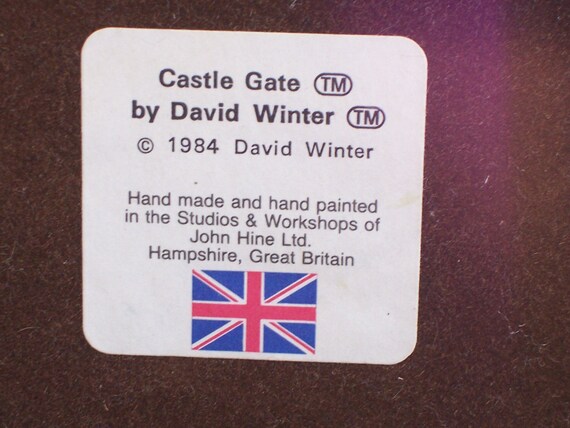 Castle Gate TM
by David Winter TM
© 1984 David Winter
Hand made and hand painted
in the Studios & Workshops of
John Hine Ltd.
Hampshire, Great Britain